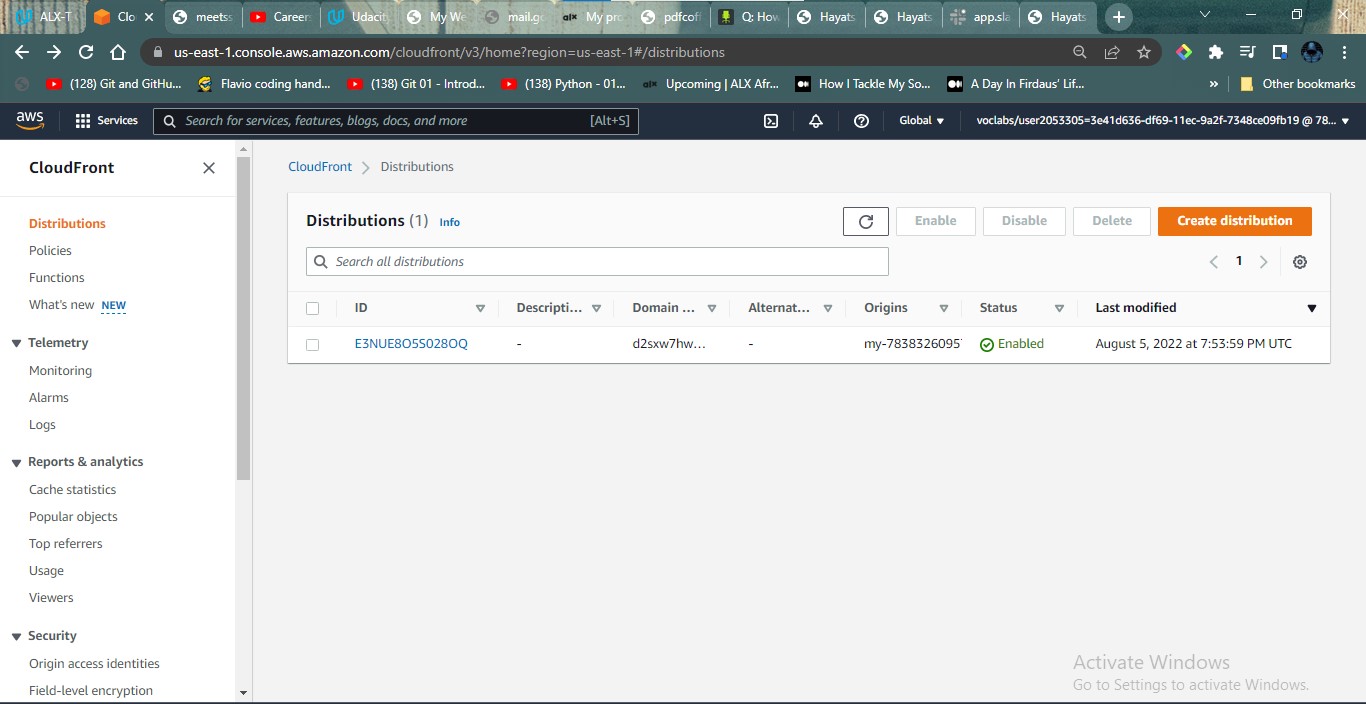 ALX-T
Clo
meets
Career
Udacit
My We
mail.g
alx My pro
pdfcof
Q: How
Hayats
Hayats
app.sla
Hayats
us-east-1.console.aws.amazon.com/cloudfront/v3/home?region=us-east-1#/distributions
(128) Git and GitHu... Flavio coding hand... (138) Git 01 - Introd... (138) Python - 01... alx Upcoming | ALX Afr... How I Tackle My So... A Day In Firdaus' Lif... » Other bookmarks
aws Services Search for services, features, blogs, docs, and more [Alt+S] Global voclabs/user2053305=3e41d636-df69-11ec-9a2f-7348ce09fb19 @ 78...
CloudFront
Distributions
Policies
Functions
What's new NEW
Telemetry
Monitoring
Alarms
Logs
Reports & analytics
Cache statistics
Popular objects
Top referrers
Usage
Viewers
Security
Origin access identities
Field-level encryption
CloudFront > Distributions
Distributions (1) Info Enable Disable Delete Create distribution
Search all distributions 1
ID Descripti... Domain ... Alternat... Origins Status Last modified
E3NUE8O5S028OQ - d2sxw7hw... - my-7838326095 Enabled August 5, 2022 at 7:53:59 PM UTC
Activate Windows
Go to Settings to activate Windows.